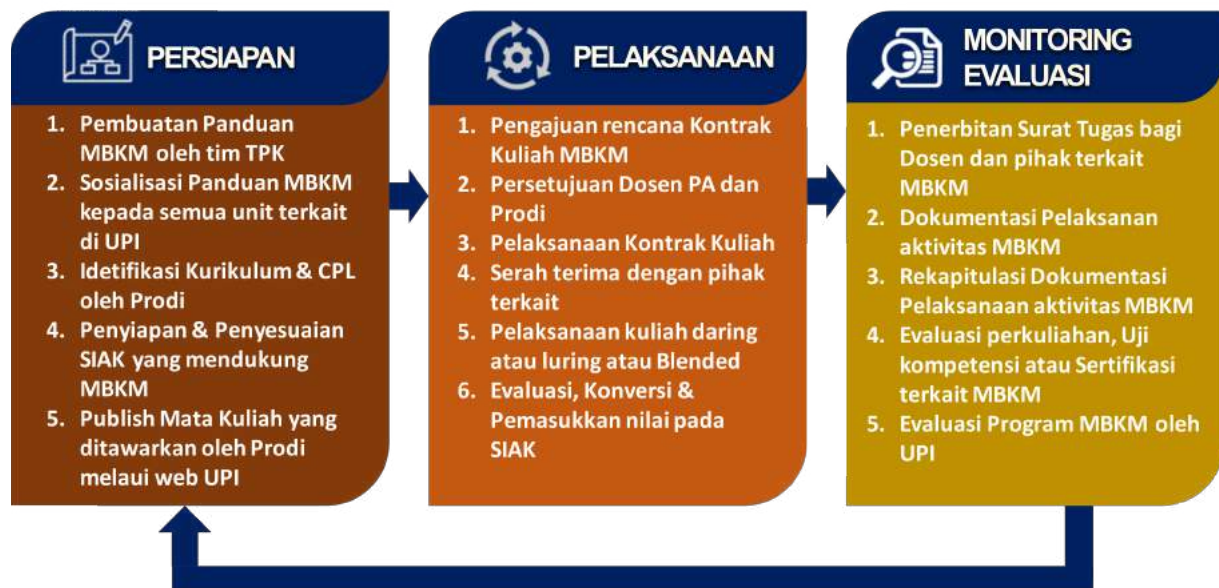 PERSIAPAN
1. Pembuatan Panduan
MBKM oleh tim TPK
2. Sosialisasi Panduan MBKM
kepada semua unit terkait
di UPI
3. Idetifikasi Kurikulum & CPL
oleh Prodi
4. Penyiapan & Penyesuaian
SIAK yang mendukung
MBKM
5. Publish Mata Kuliah yang
ditawarkan oleh Prodi
melaui web UPI
PELAKSANAAN
1. Pengajuan rencana Kontrak
Kuliah MBKM
2. Persetujuan Dosen PA dan
Prodi
3. Pelaksanaan Kontrak Kuliah
4. Serah terima dengan pihak
terkait
5. Pelaksanaan kuliah daring
atau luring atau Blended
6. Evaluasi, Konversi &
Pemasukkan nilai pada
SIAK
MONITORING
EVALUASI
1. Penerbitan Surat Tugas bagi
Dosen dan pihak terkait
MBKM
2. Dokumentasi Pelaksanan
aktivitas MBKM
3. Rekapitulasi Dokumentasi
Pelaksanaan aktivitas MBKM
4. Evaluasi perkuliahan, Uji
kompetensi atau Sertifikasi
terkait MBKM
5. Evaluasi Program MBKM oleh
UPI